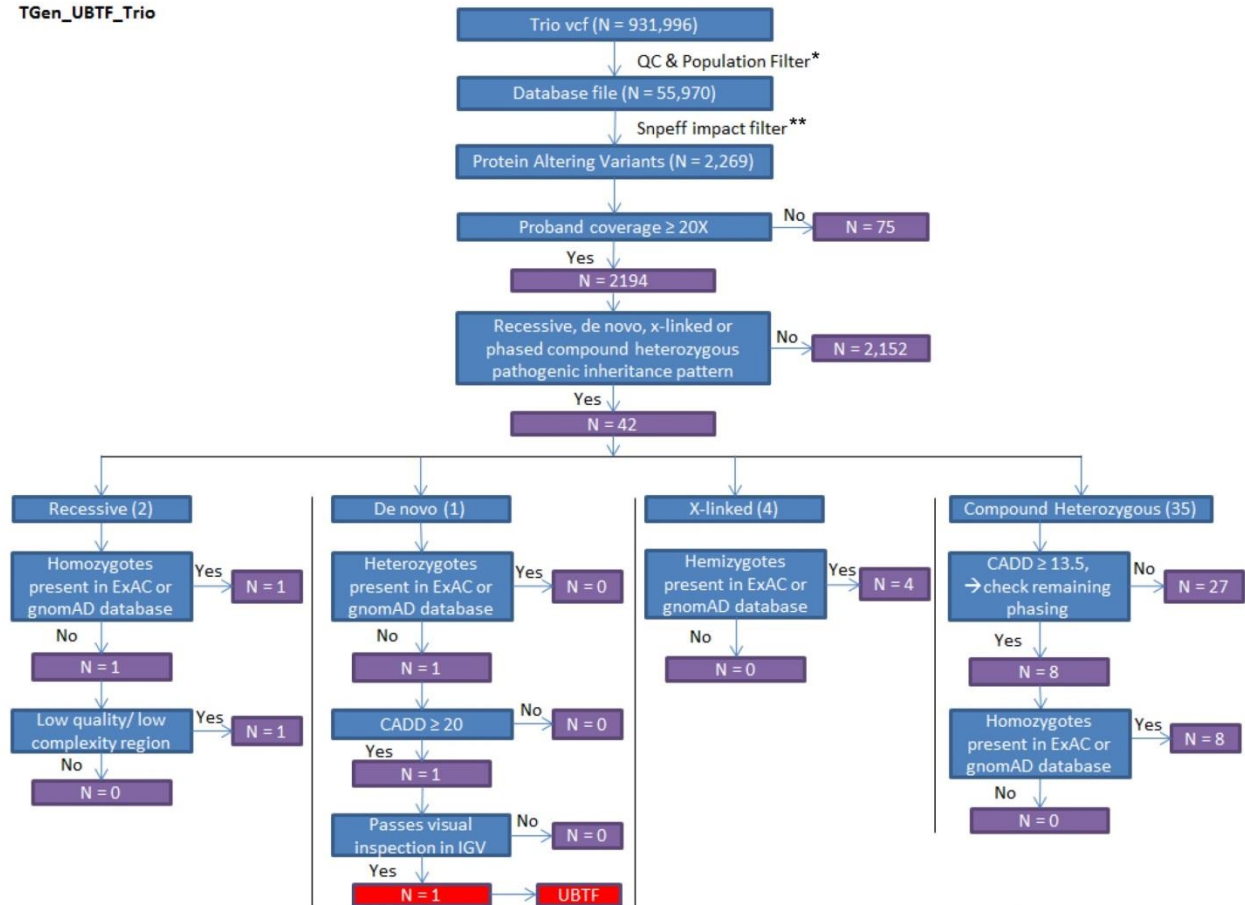 TGen_UBTF_Trio
Trio vcf (N = 931,996)
QC & Population Filter*
Database file (N = 55,970)
Snpeff impact filter**
Protein Altering Variants (N = 2,269)
Proband coverage ≥ 20X
No
N = 75
Yes
N = 2194
Recessive, de novo, x-linked or
phased compound heterozygous
pathogenic inheritance pattern
No
N = 2,152
Yes
N = 42
Recessive (2)
Homozygotes
present in ExAC or
gnomAD database
Yes
N = 1
No
N = 1
Low quality/ low
complexity region
Yes
N = 1
No
N = 0
De novo (1)
Heterozygotes
present in ExAC or
gnomAD database
Yes
N = 0
No
N = 1
CADD ≥ 20
No
N = 0
Yes
N = 1
Passes visual
inspection in IGV
No
N = 0
Yes
N = 1
UBTF
X-linked (4)
Hemizygotes
present in ExAC or
gnomAD database
Yes
N = 4
No
N = 0
Compound Heterozygous (35)
CADD ≥ 13.5,
→check remaining
phasing
No
N = 27
Yes
N = 8
Homozygotes
present in ExAC or
gnomAD database
Yes
N = 8
No
N = 0